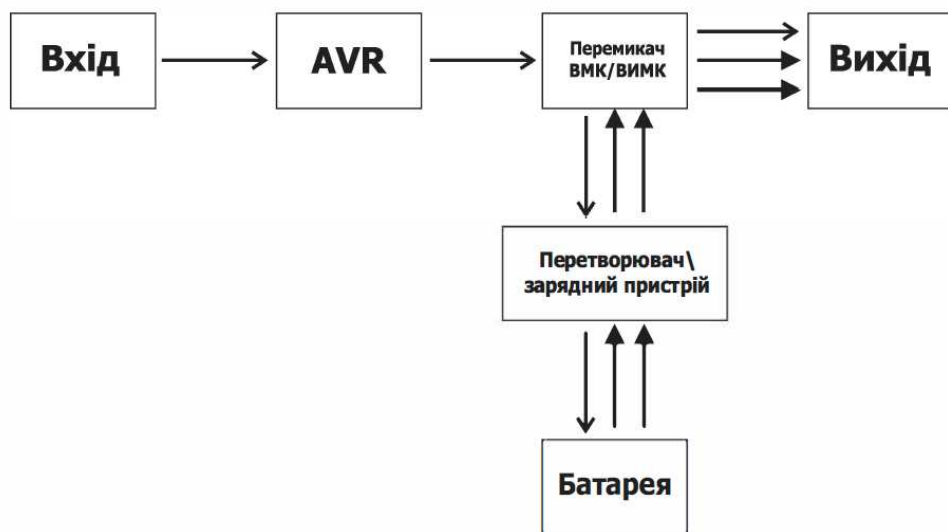 Вхід
AVR
Перемикач
ВМК/ВИМК
Вихід
Перетворювач\
зарядний пристрій
Батарея